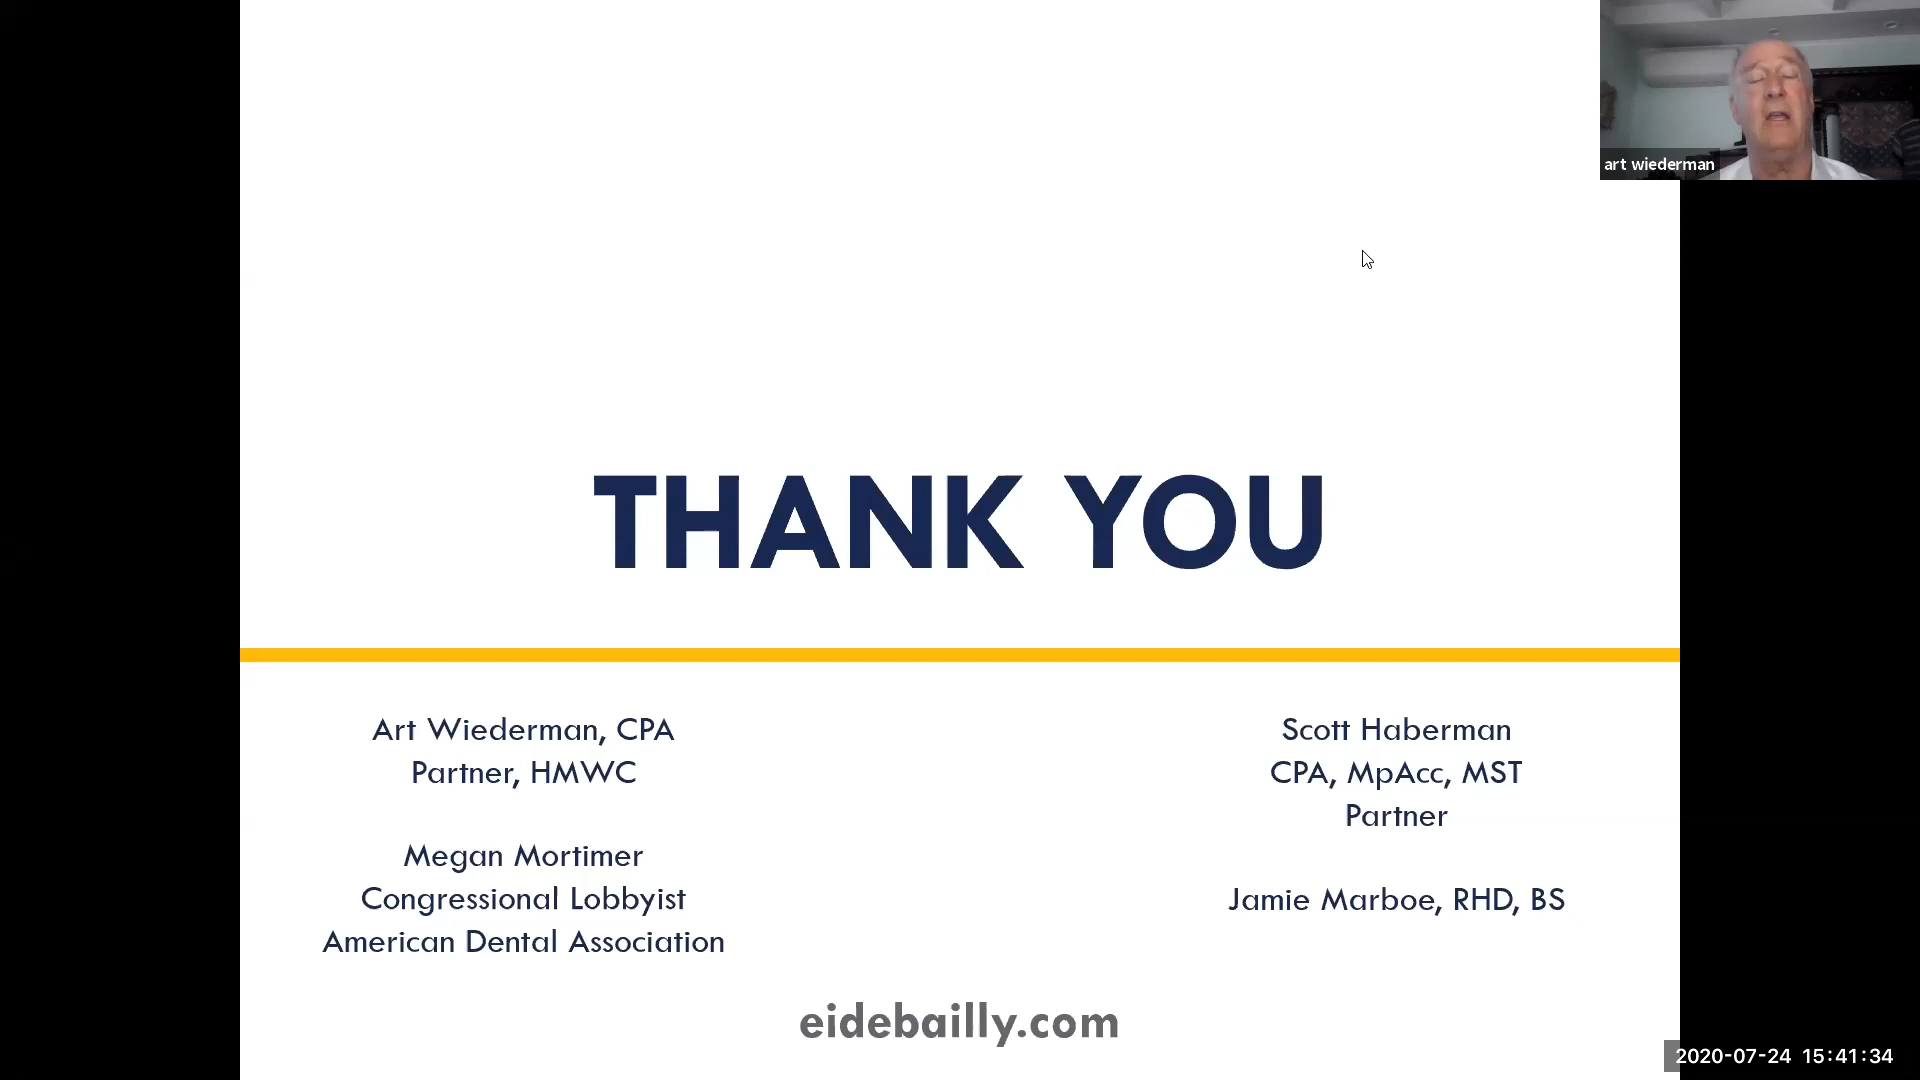 art wiederman
THANK YOU
Art Wiederman, CPA
Partner, HMWC
Megan Mortimer
Congressional Lobbyist
American Dental Association
Scott Haberman
CPA, MpAcc, MST
Partner
Jamie Marboe, RHD, BS
eidebailly.com
2020-07-24 15:41:34